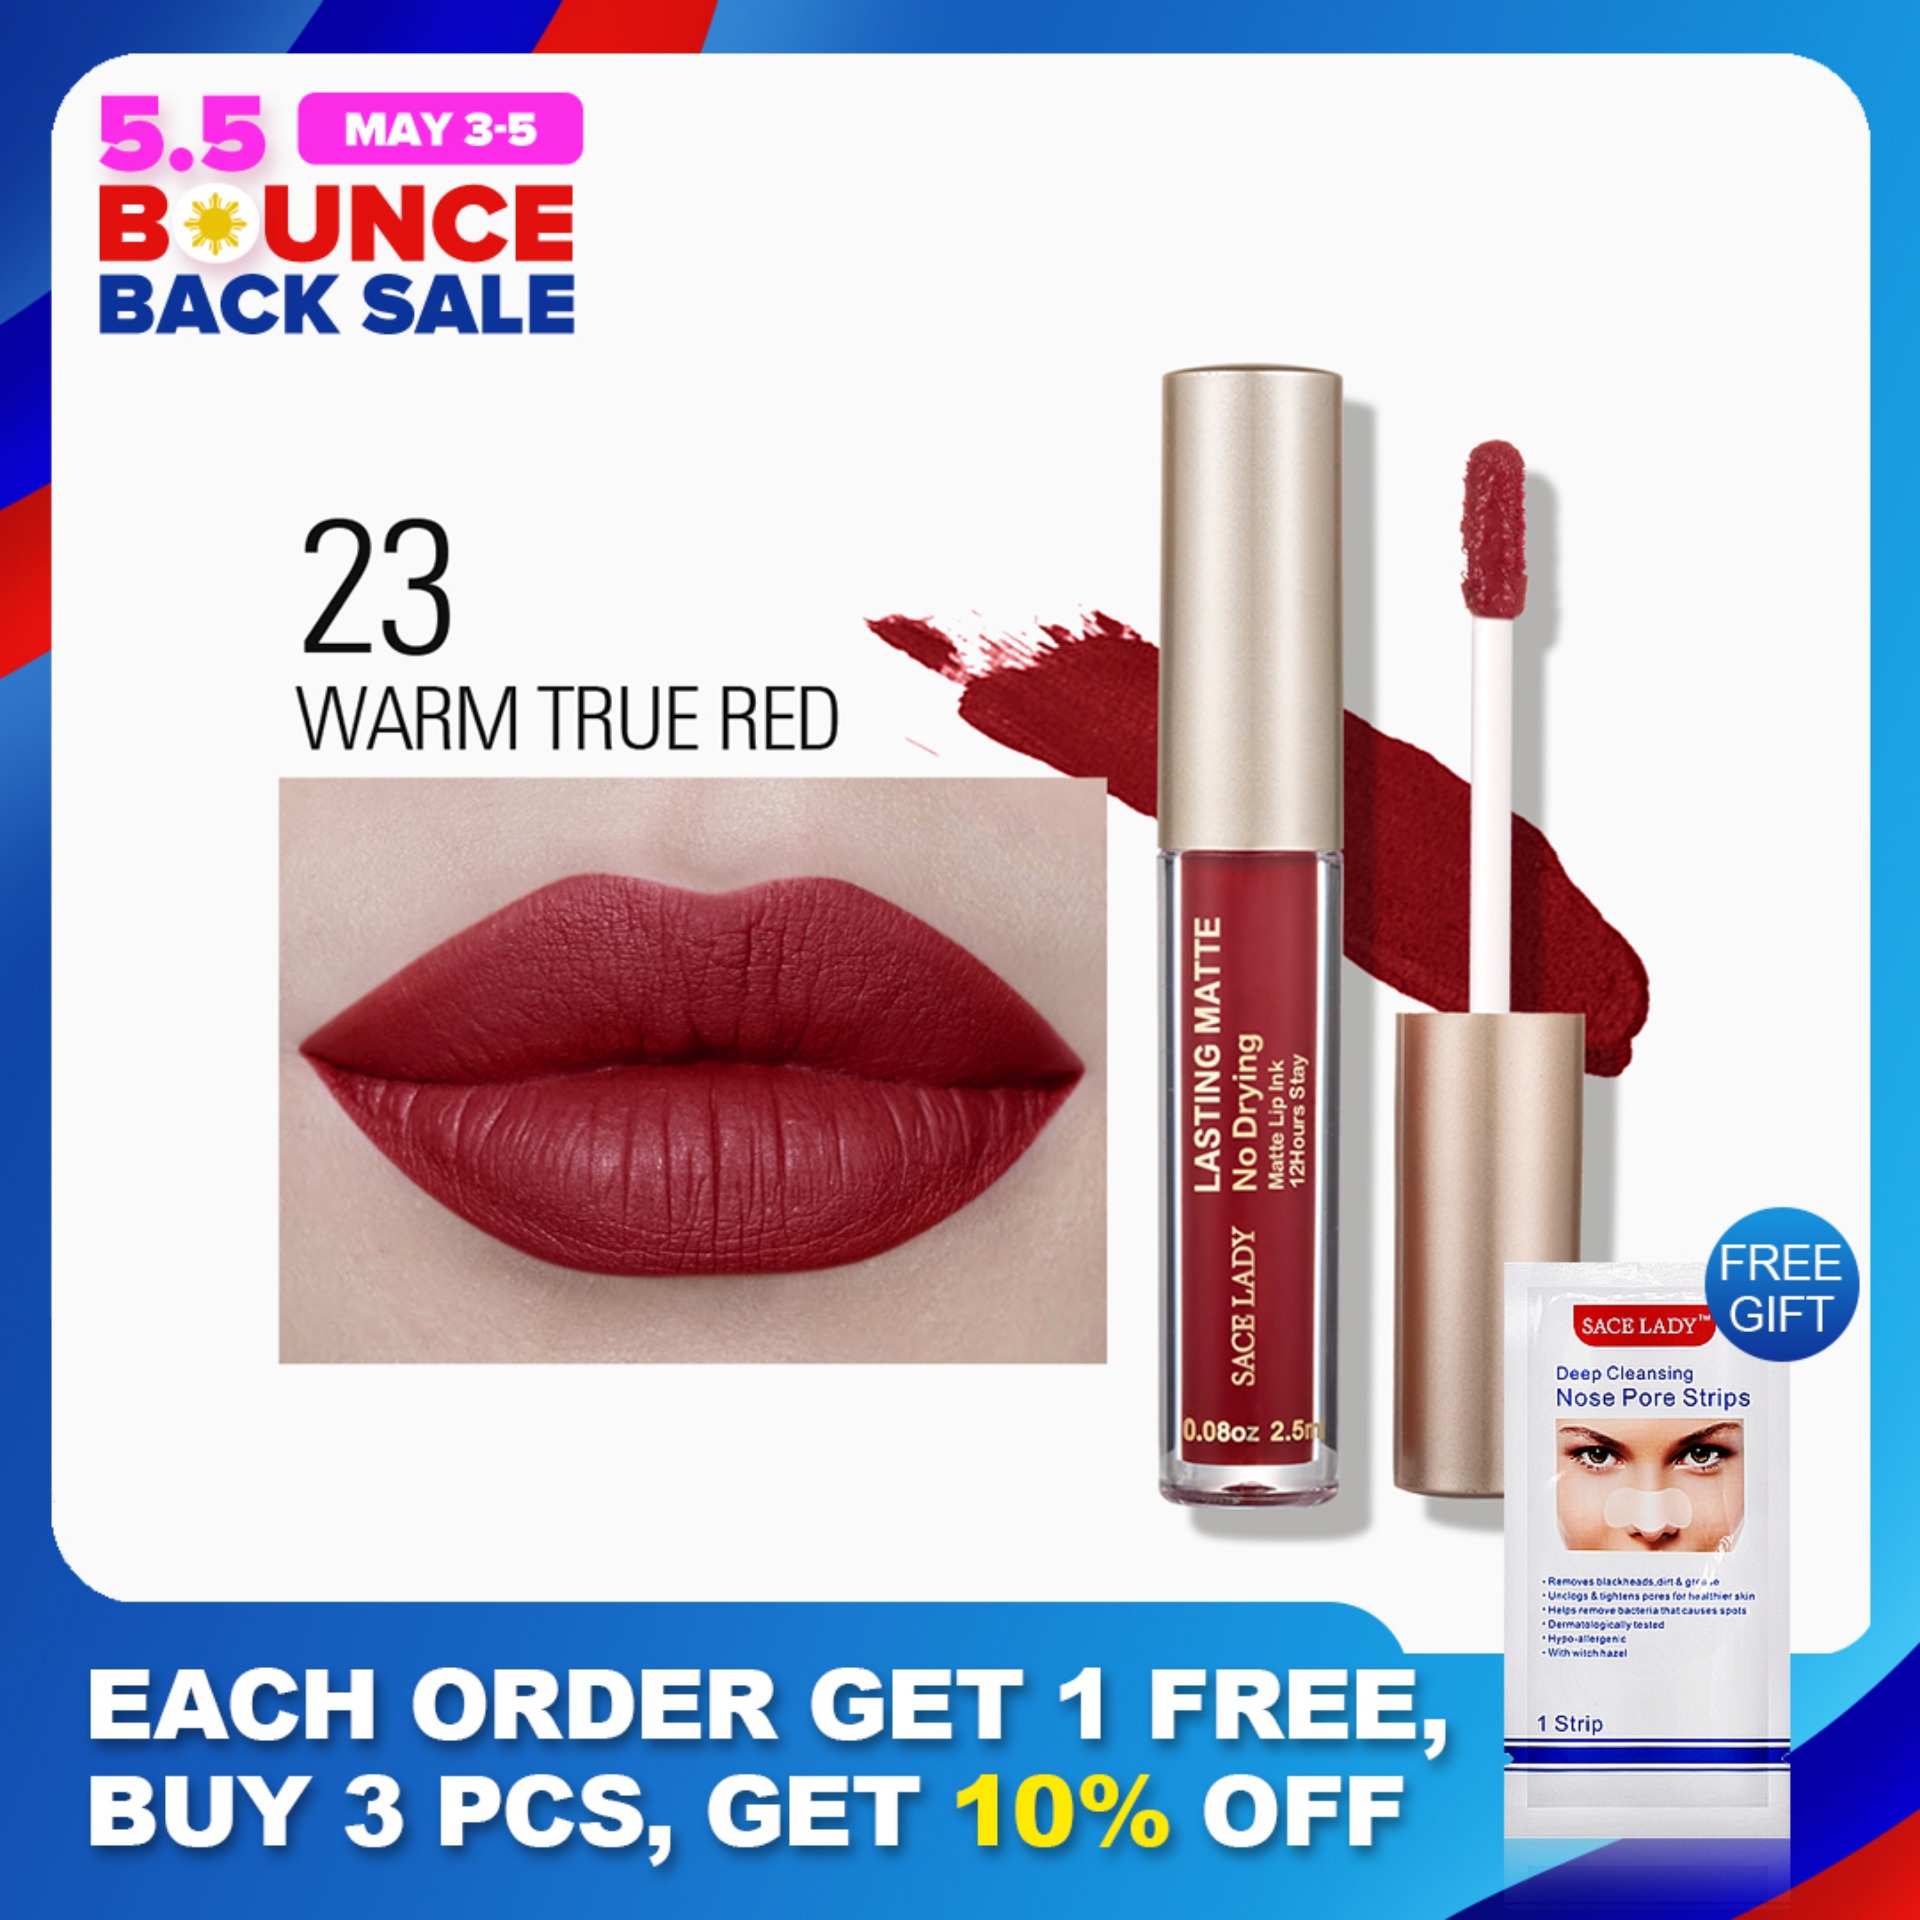 5.5 MAY 3-5
BOUNCE
BACK SALE
23
WARM TRUE RED
LASTING MATTE
No Drying
Matte Lip Ink
12Hours Stay
SACE LADY
0.08oz 2.5m
FREE
GIFT
SACE LADY™
Deep Cleansing
Nose Pore Strips
• Removes blackheads,dirt & grease
• Unclogs & tightens pores for healthier skin
• Helps remove bacteria that causes spots
• Dermatologically tested
• Hypo-allergenic
• With witch hazel
1 Strip
EACH ORDER GET 1 FREE,
BUY 3 PCS, GET 10% OFF